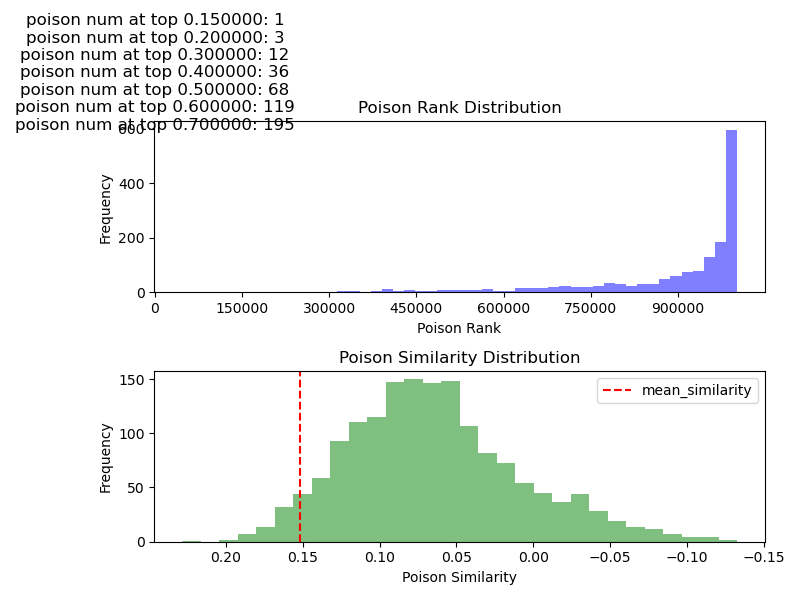 poison num at top 0.150000: 1
poison num at top 0.200000: 3
poison num at top 0.300000: 12
poison num at top 0.400000: 36
poison num at top 0.500000: 68
poison num at top 0.600000: 119
poison num at top 0.700000: 195
Poison Rank Distribution
Frequency
600
400
200
0
0 150000 300000 450000 600000 750000 900000
Poison Rank
Poison Similarity Distribution
mean_similarity
Frequency
150
100
50
0
0.20 0.15 0.10 0.05 0.00 −0.05 −0.10 −0.15
Poison Similarity